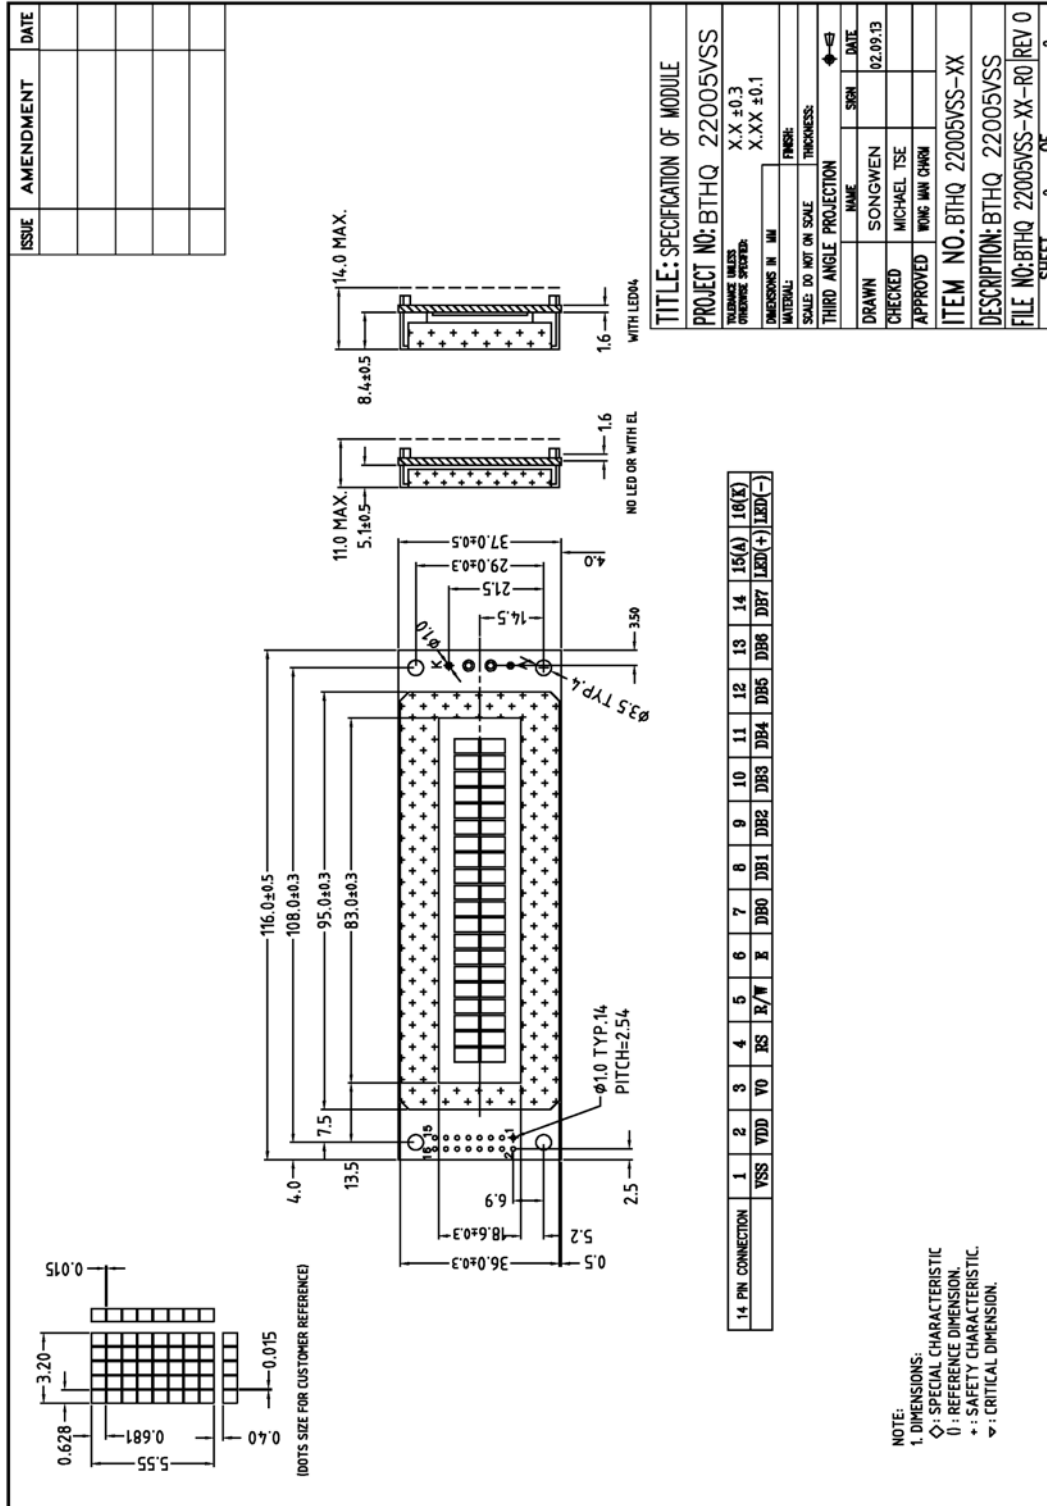 ISSUE AMENDMENT DATE
0.015
3.20
0.628
0.681
5.55
0.40
0.015
(DOTS SIZE FOR CUSTOMER REFERENCE)
116.0±0.5
108.0±0.3
95.0±0.3
83.0±0.3
4.0
7.5
13.5
16 15
2 1
6.9
18.6±0.3
36.0±0.3
5.2
0.5
2.5
Ø1.0 TYP.14
PITCH=2.54
K
A
Ø1.0
Ø3.5 TYP.4
14.5
21.5
29.0±0.3
37.0±0.5
4.0
3.50
11.0 MAX.
5.1±0.5
1.6
NO LED OR WITH EL
14.0 MAX.
8.4±0.5
1.6
WITH LED04
14 PIN CONNECTION 1 2 3 4 5 6 7 8 9 10 11 12 13 14 15(A) 16(K)
VSS VDD V0 RS R/W E DB0 DB1 DB2 DB3 DB4 DB5 DB6 DB7 LED(+) LED(-)
NOTE:
1. DIMENSIONS:
◇: SPECIAL CHARACTERISTIC
() : REFERENCE DIMENSION.
+ : SAFETY CHARACTERISTIC.
▽ : CRITICAL DIMENSION.
TITLE: SPECIFICATION OF MODULE
PROJECT NO: BTHQ 22005VSS
TOLERANCE UNLESS
OTHERWISE SPECIFIED:
X.X ±0.3
X.XX ±0.1
DIMENSIONS IN MM
MATERIAL: FINISH:
SCALE: DO NOT ON SCALE THICKNESS:
THIRD ANGLE PROJECTION
NAME SIGN DATE
DRAWN SONGWEN 02.09.13
CHECKED MICHAEL TSE
APPROVED WONG MAN CHARM
ITEM NO. BTHQ 22005VSS-XX
DESCRIPTION: BTHQ 22005VSS
FILE NO: BTHQ 22005VSS-XX-R0 REV 0
SHEET OF